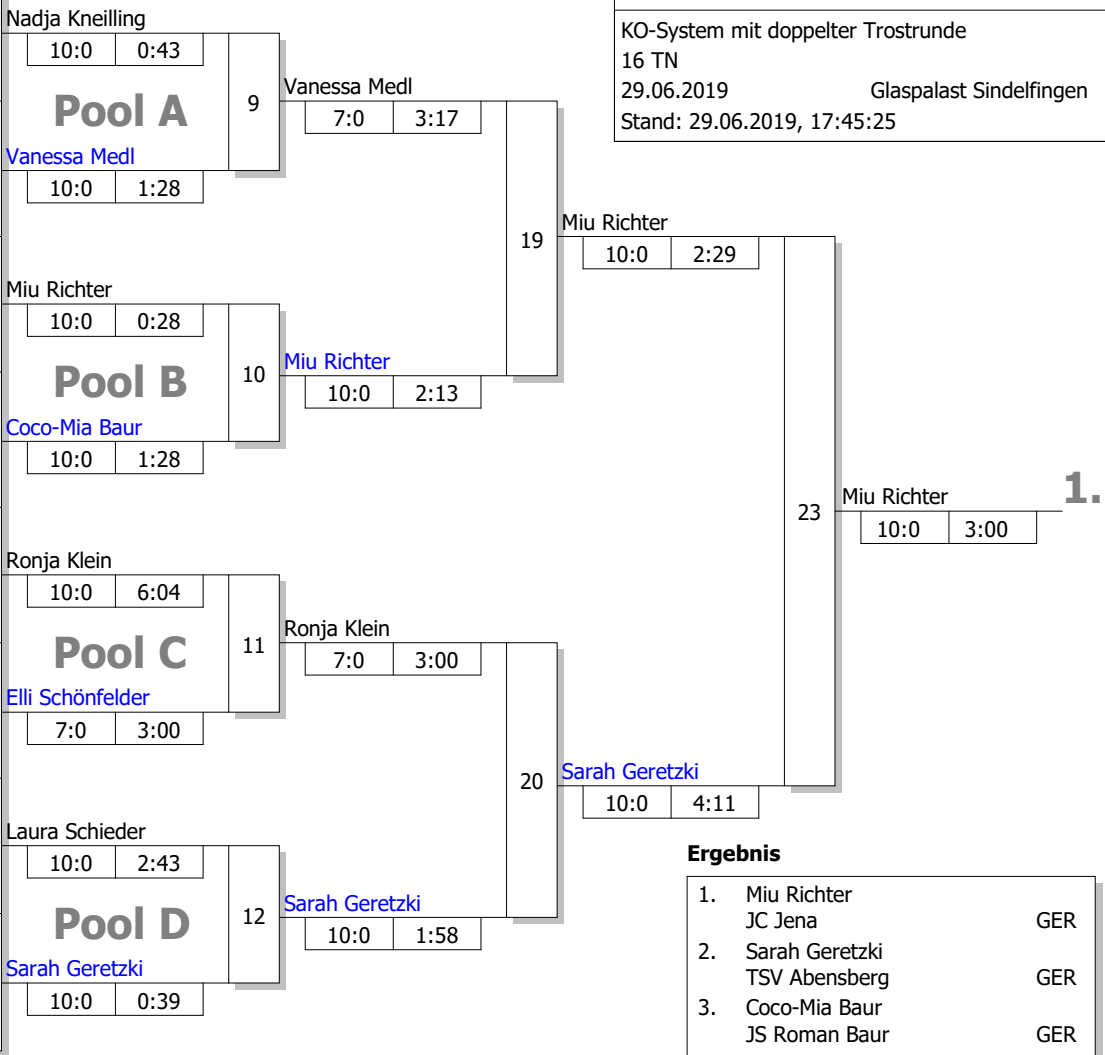 KO-System mit doppelter Trostrunde
16 TN
29.06.2019 Glaspalast Sindelfingen
Stand: 29.06.2019, 17:45:25
Nadja Kneilling
10:0 0:43
Pool A
9
Vanessa Medl
10:0 1:28
Vanessa Medl
7:0 3:17
Miu Richter
10:0 0:28
Pool B
10
Coco-Mia Baur
10:0 1:28
Miu Richter
10:0 2:13
19
Miu Richter
10:0 2:29
Ronja Klein
10:0 6:04
Pool C
11
Elli Schönfelder
7:0 3:00
Ronja Klein
7:0 3:00
Laura Schieder
10:0 2:43
Pool D
12
Sarah Geretzki
10:0 0:39
Sarah Geretzki
10:0 1:58
20
Sarah Geretzki
10:0 4:11
23
Miu Richter
10:0 3:00
1.
Ergebnis
1. Miu Richter
JC Jena GER
2. Sarah Geretzki
TSV Abensberg GER
3. Coco-Mia Baur
JS Roman Baur GER